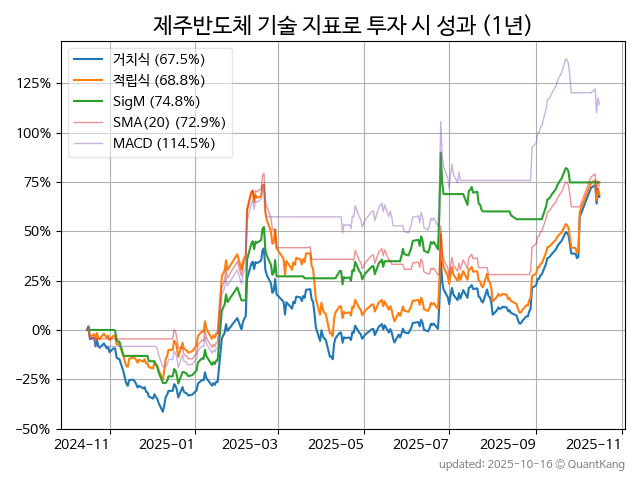 제주반도체 기술 지표로 투자 시 성과 (1년)
거치식 (67.5%)
적립식 (68.8%)
SigM (74.8%)
SMA(20) (72.9%)
MACD (114.5%)
125%
100%
75%
50%
25%
0%
−25%
−50%
2024-11 2025-01 2025-03 2025-05 2025-07 2025-09 2025-11
updated: 2025-10-16 © QuantKang